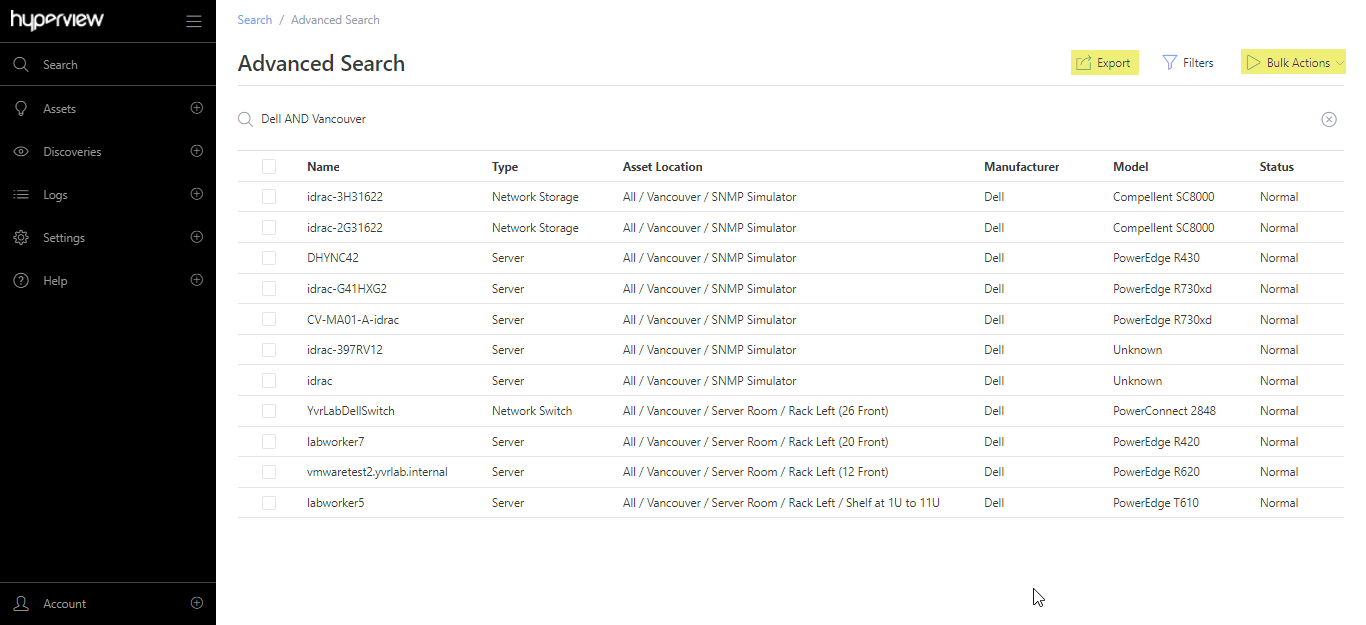 hyperview
Search / Advanced Search
Advanced Search
Export Filters Bulk Actions
Search
Assets
Discoveries
Logs
Settings
Help
Account
Dell AND Vancouver
Name Type Asset Location Manufacturer Model Status
idrac-3H31622 Network Storage All / Vancouver / SNMP Simulator Dell Compellent SC8000 Normal
idrac-2G31622 Network Storage All / Vancouver / SNMP Simulator Dell Compellent SC8000 Normal
DHYNC42 Server All / Vancouver / SNMP Simulator Dell PowerEdge R430 Normal
idrac-G41HXG2 Server All / Vancouver / SNMP Simulator Dell PowerEdge R730xd Normal
CV-MA01-A-idrac Server All / Vancouver / SNMP Simulator Dell PowerEdge R730xd Normal
idrac-397RV12 Server All / Vancouver / SNMP Simulator Dell Unknown Normal
idrac Server All / Vancouver / SNMP Simulator Dell Unknown Normal
YvrLabDellSwitch Network Switch All / Vancouver / Server Room / Rack Left (26 Front) Dell PowerConnect 2848 Normal
labworker7 Server All / Vancouver / Server Room / Rack Left (20 Front) Dell PowerEdge R420 Normal
vmwaretest2.yvrlab.internal Server All / Vancouver / Server Room / Rack Left (12 Front) Dell PowerEdge R620 Normal
labworker5 Server All / Vancouver / Server Room / Rack Left / Shelf at 1U to 11U Dell PowerEdge T610 Normal